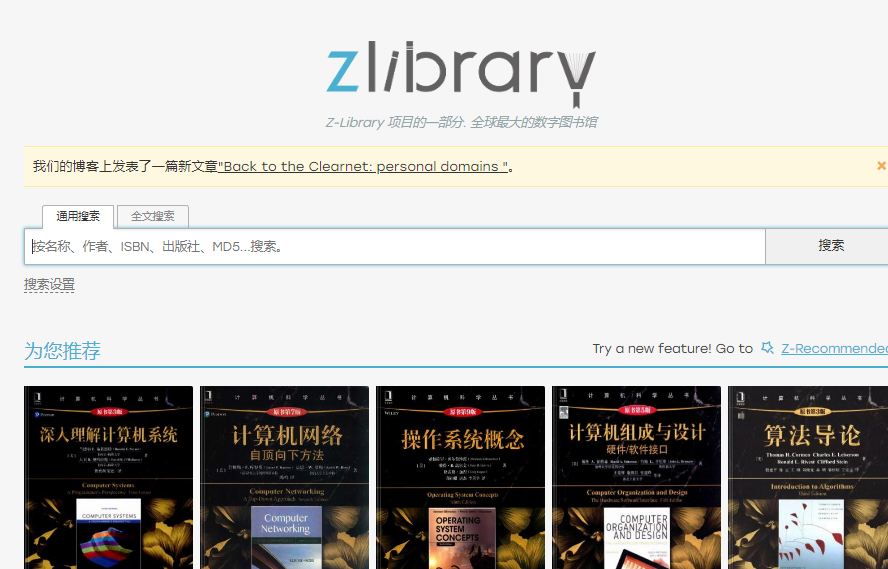 zlibrary
Z-Library 项目的一部分. 全球最大的数字图书馆
我们的博客上发表了一篇新文章"Back to the Clearnet: personal domains "。
×
通用搜索 全文搜索
按名称、作者、ISBN、出版社、MD5...搜索。 搜索
搜索设置
为您推荐 Try a new feature! Go to Z-Recommended
计算机科学丛书
原书第3版
深入理解计算机系统
Computer Systems
A Programmer's Perspective, Third Edition
COMPUTER SYSTEMS
计算机科学丛书
Pearson
原书第7版
计算机网络
自顶向下方法
Computer Networking
A Top-Down Approach, Seventh Edition
Computer
Networking
计算机科学丛书
WILEY
原书第9版
操作系统概念
Operating System Concepts
Ninth Edition
OPERATING
SYSTEM
CONCEPTS
计算机科学丛书
原书第5版
计算机组成与设计
硬件/软件接口
Computer Organization and Design
The Hardware/Software Interface, Fifth Edition
COMPUTER
ORGANIZATION
AND DESIGN
计算机科学丛书
原书第3版
算法导论
Thomas H. Cormen Charles E. Leiserson
Ronald L. Rivest Clifford Stein
Introduction to Algorithms
Third Edition